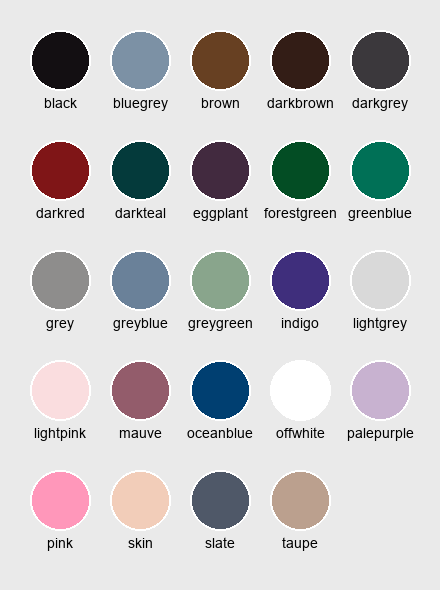 black bluegrey brown darkbrown darkgrey
darkred darkteal eggplant forestgreen greenblue
grey greyblue greygreen indigo lightgrey
lightpink mauve oceanblue offwhite palepurple
pink skin slate taupe